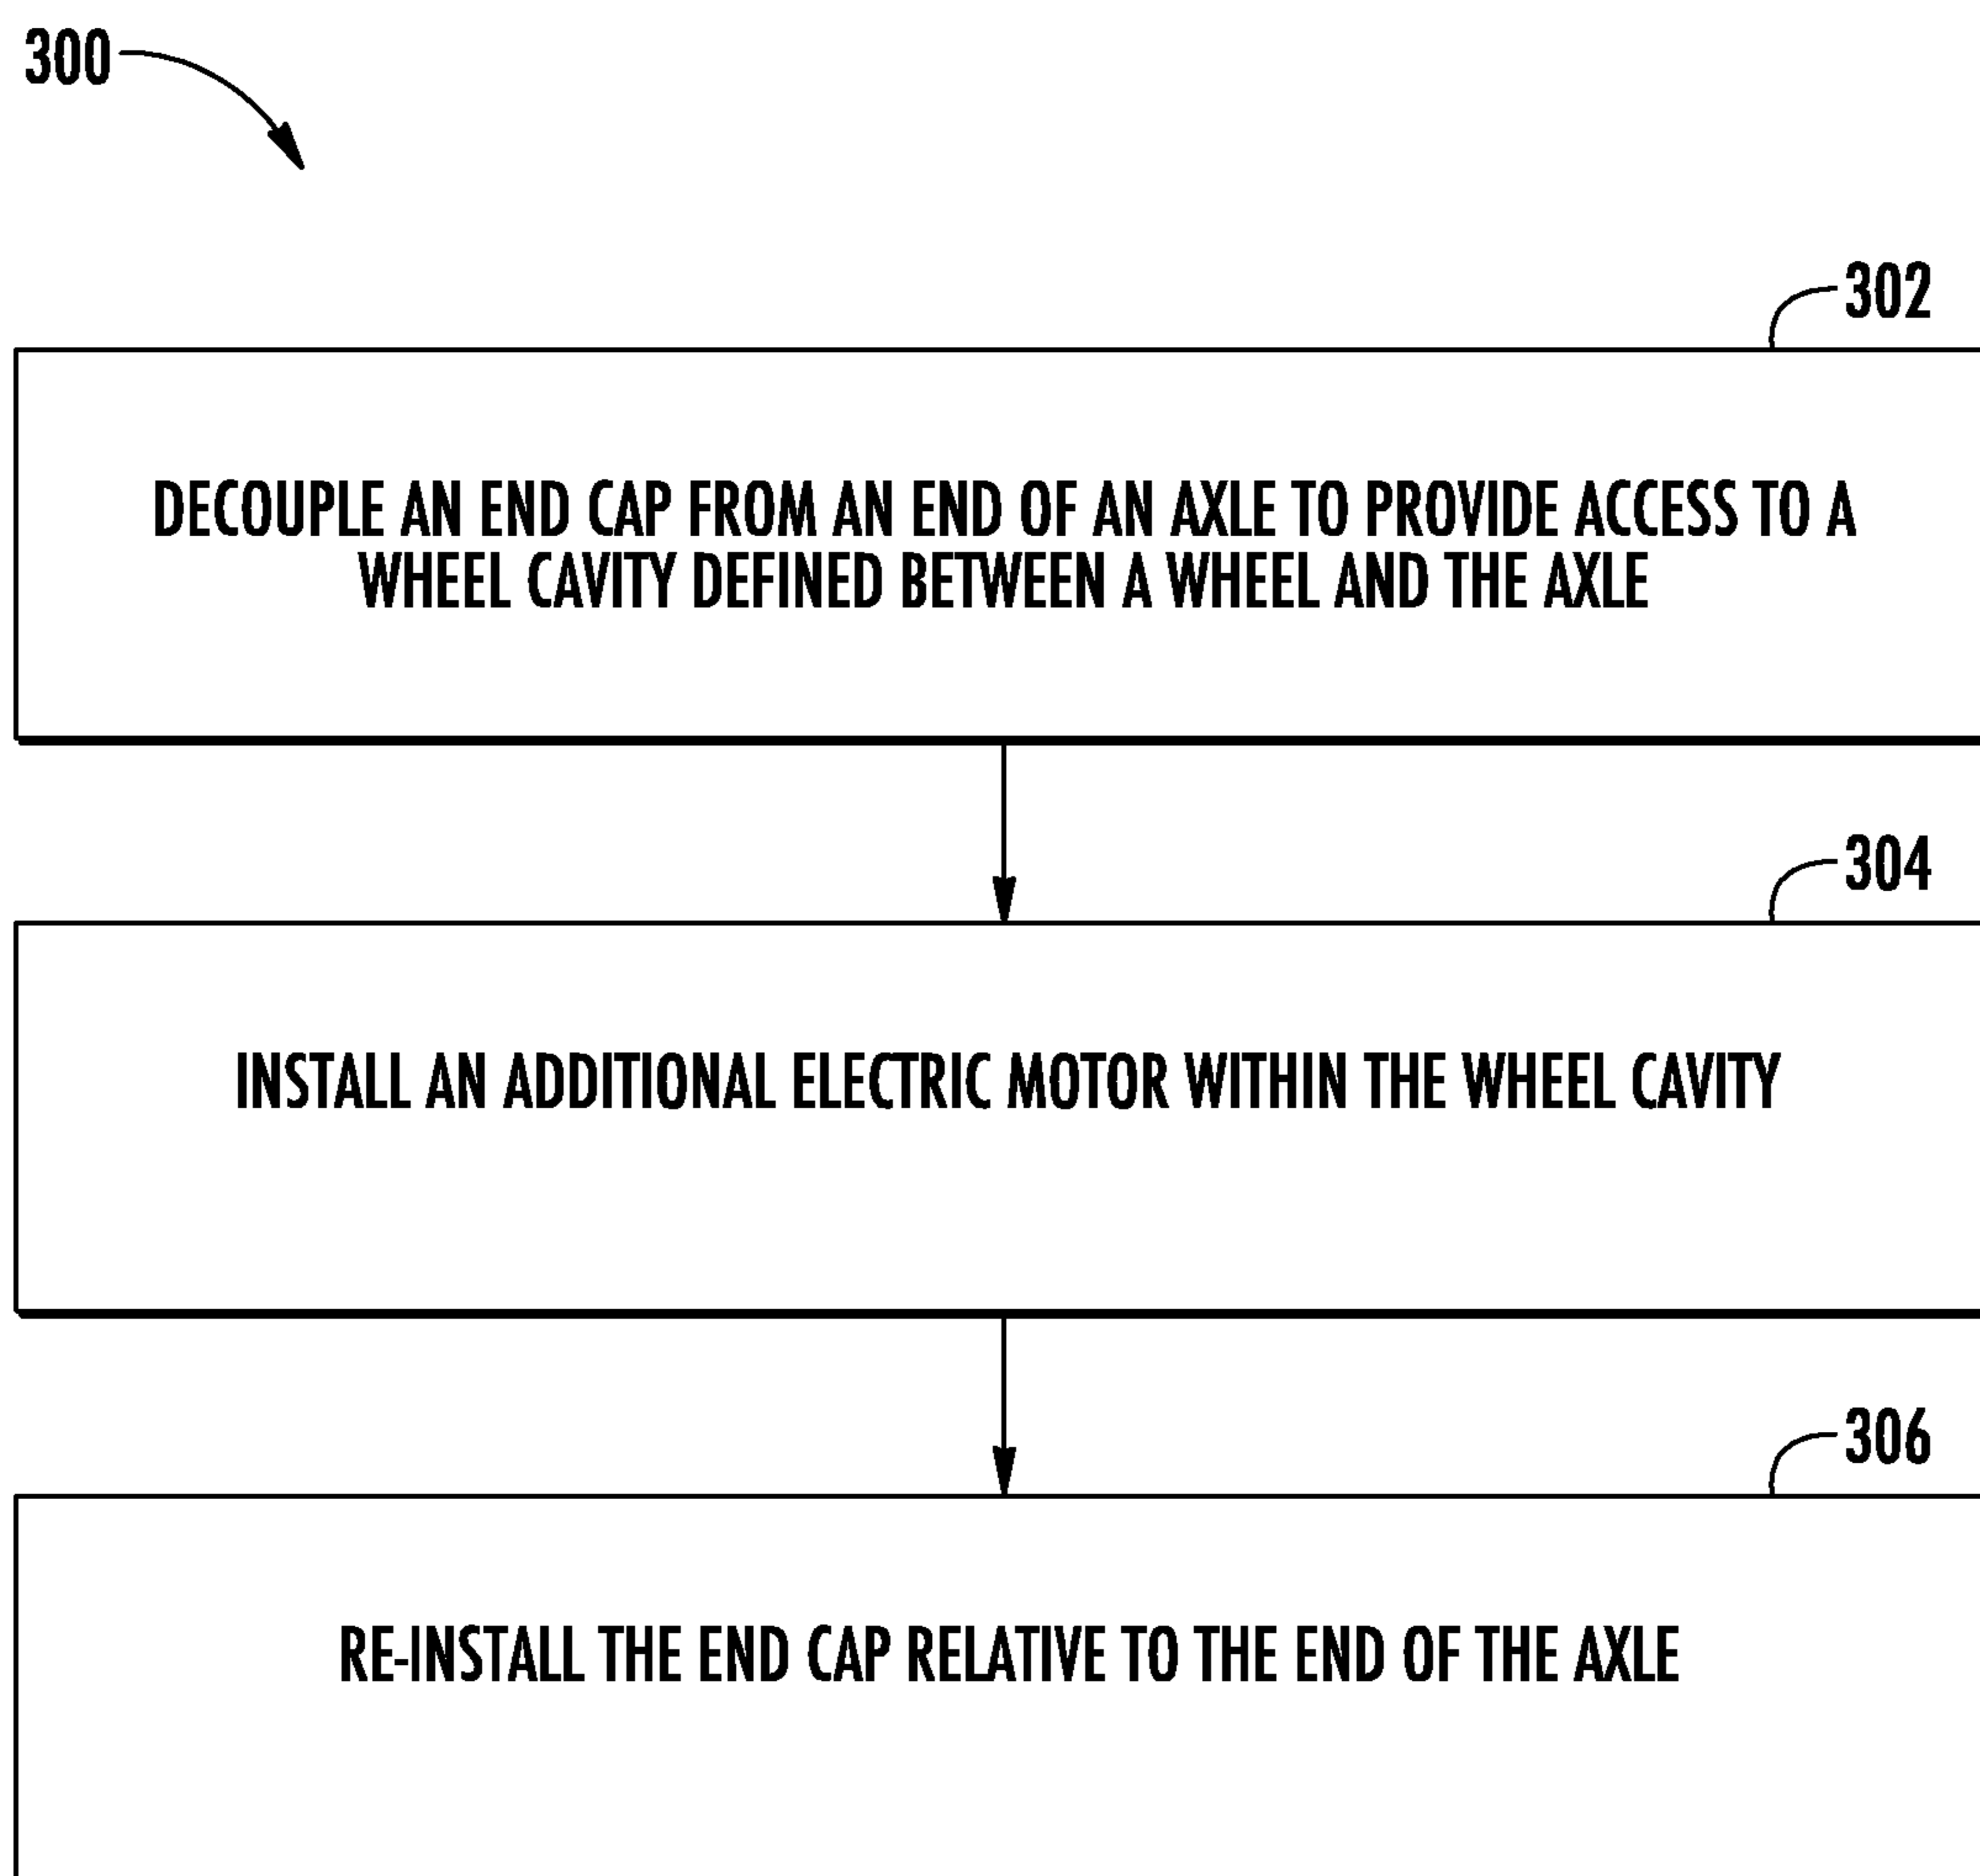 300
302
DECOUPLE AN END CAP FROM AN END OF AN AXLE TO PROVIDE ACCESS TO A
WHEEL CAVITY DEFINED BETWEEN A WHEEL AND THE AXLE
304
INSTALL AN ADDITIONAL ELECTRIC MOTOR WITHIN THE WHEEL CAVITY
306
RE-INSTALL THE END CAP RELATIVE TO THE END OF THE AXLE